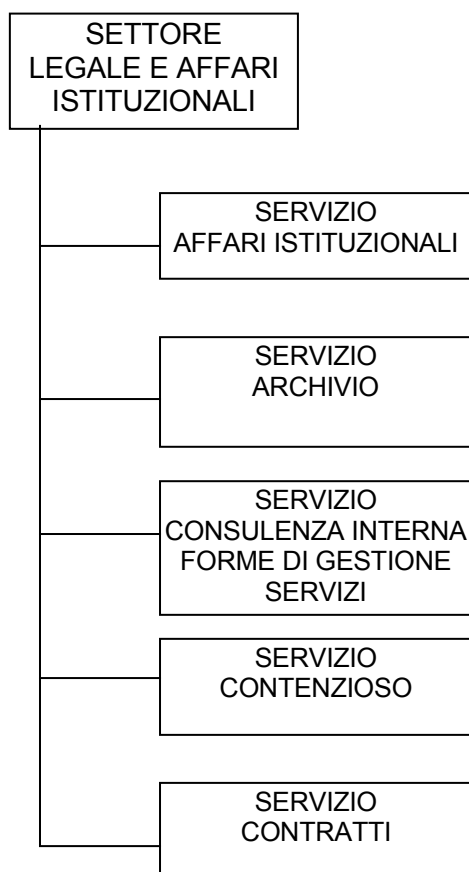 SETTORE
LEGALE E AFFARI
ISTITUZIONALI
SERVIZIO
AFFARI ISTITUZIONALI
SERVIZIO
ARCHIVIO
SERVIZIO
CONSULENZA INTERNA
FORME DI GESTIONE
SERVIZI
SERVIZIO
CONTENZIOSO
SERVIZIO
CONTRATTI